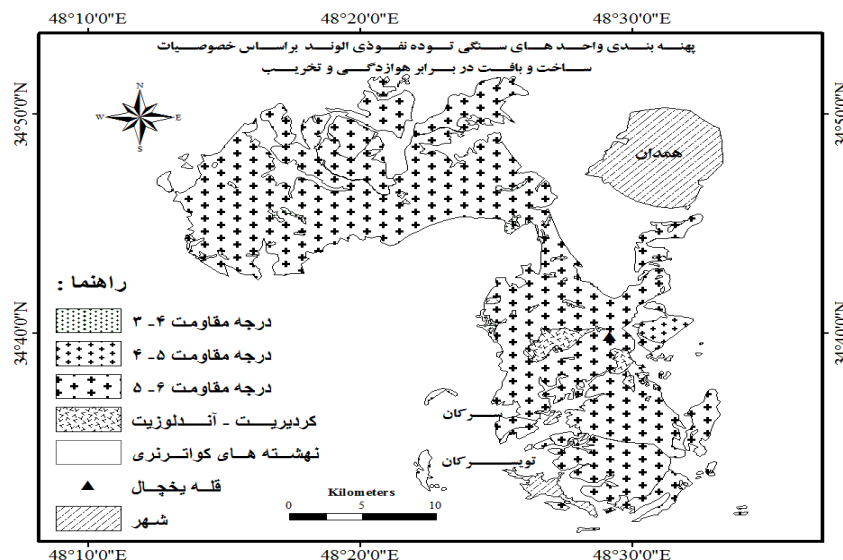 48°10'0"E
48°20'0"E
48°30'0"E
پهنه بندی واحد های سنگی توده نفوذی الوند براساس خصوصیات
ساخت و بافت در برابر هوازدگی و تخریب
N
W
E
S
34°50'0"N
34°50'0"N
همدان
راهنما :
درجه مقاومت ۴- ۳
درجه مقاومت ۵- ۴
درجه مقاومت ۶- ۵
کردیریت - آندلوزیت
نهشته های کواترنری
قله یخچال
شهر
34°40'0"N
34°40'0"N
سرکان
تویسرکان
Kilometers
0 5 10
48°10'0"E
48°20'0"E
48°30'0"E